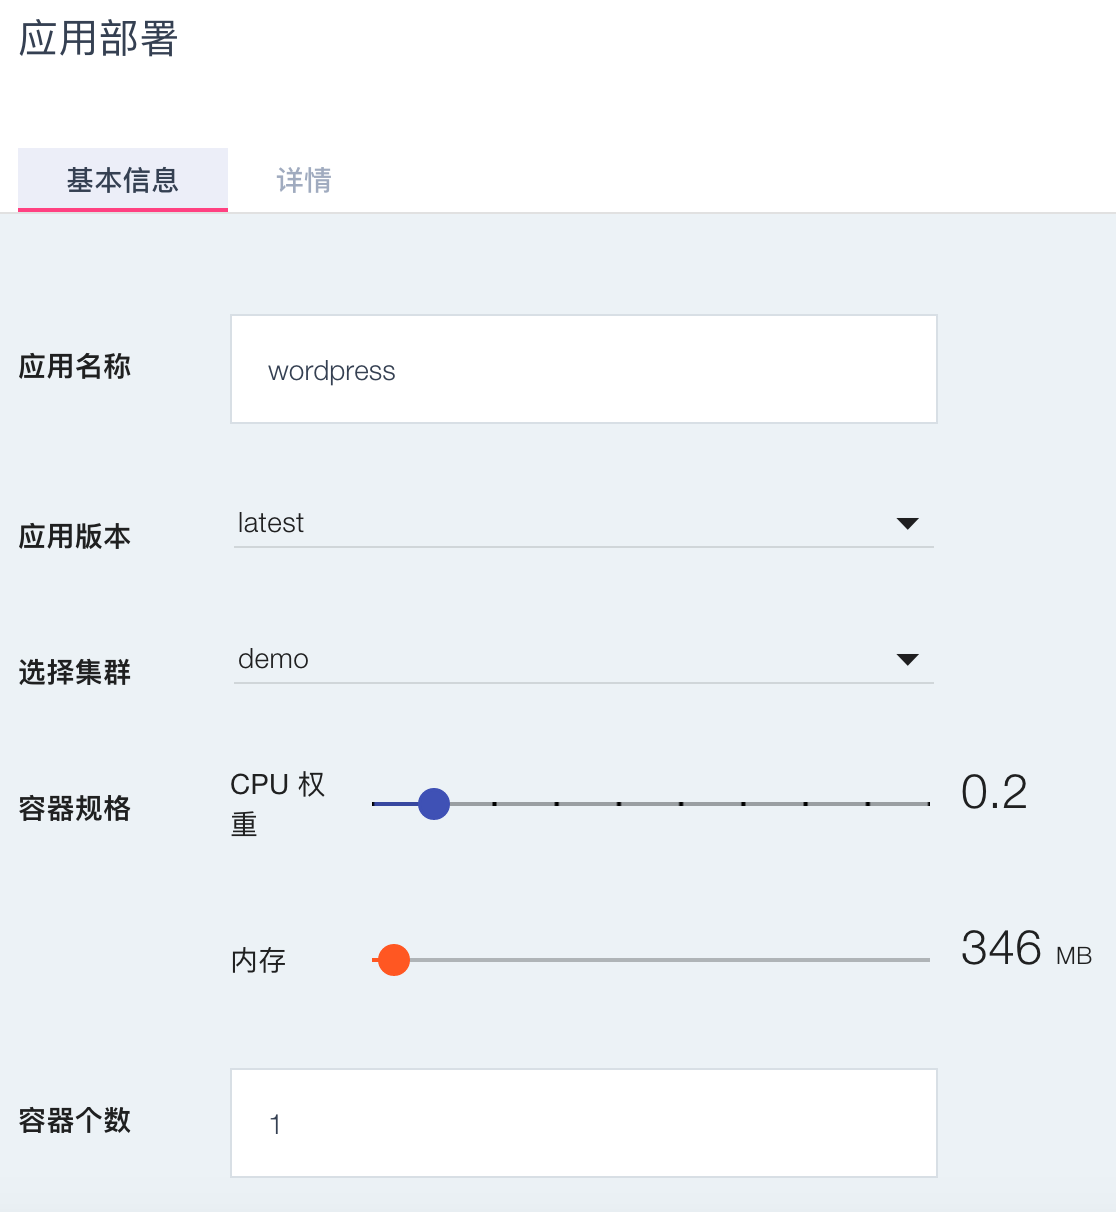 应用部署
基本信息 详情
应用名称 wordpress
应用版本 latest
选择集群 demo
容器规格 CPU 权
重 0.2
内存 346 MB
容器个数 1